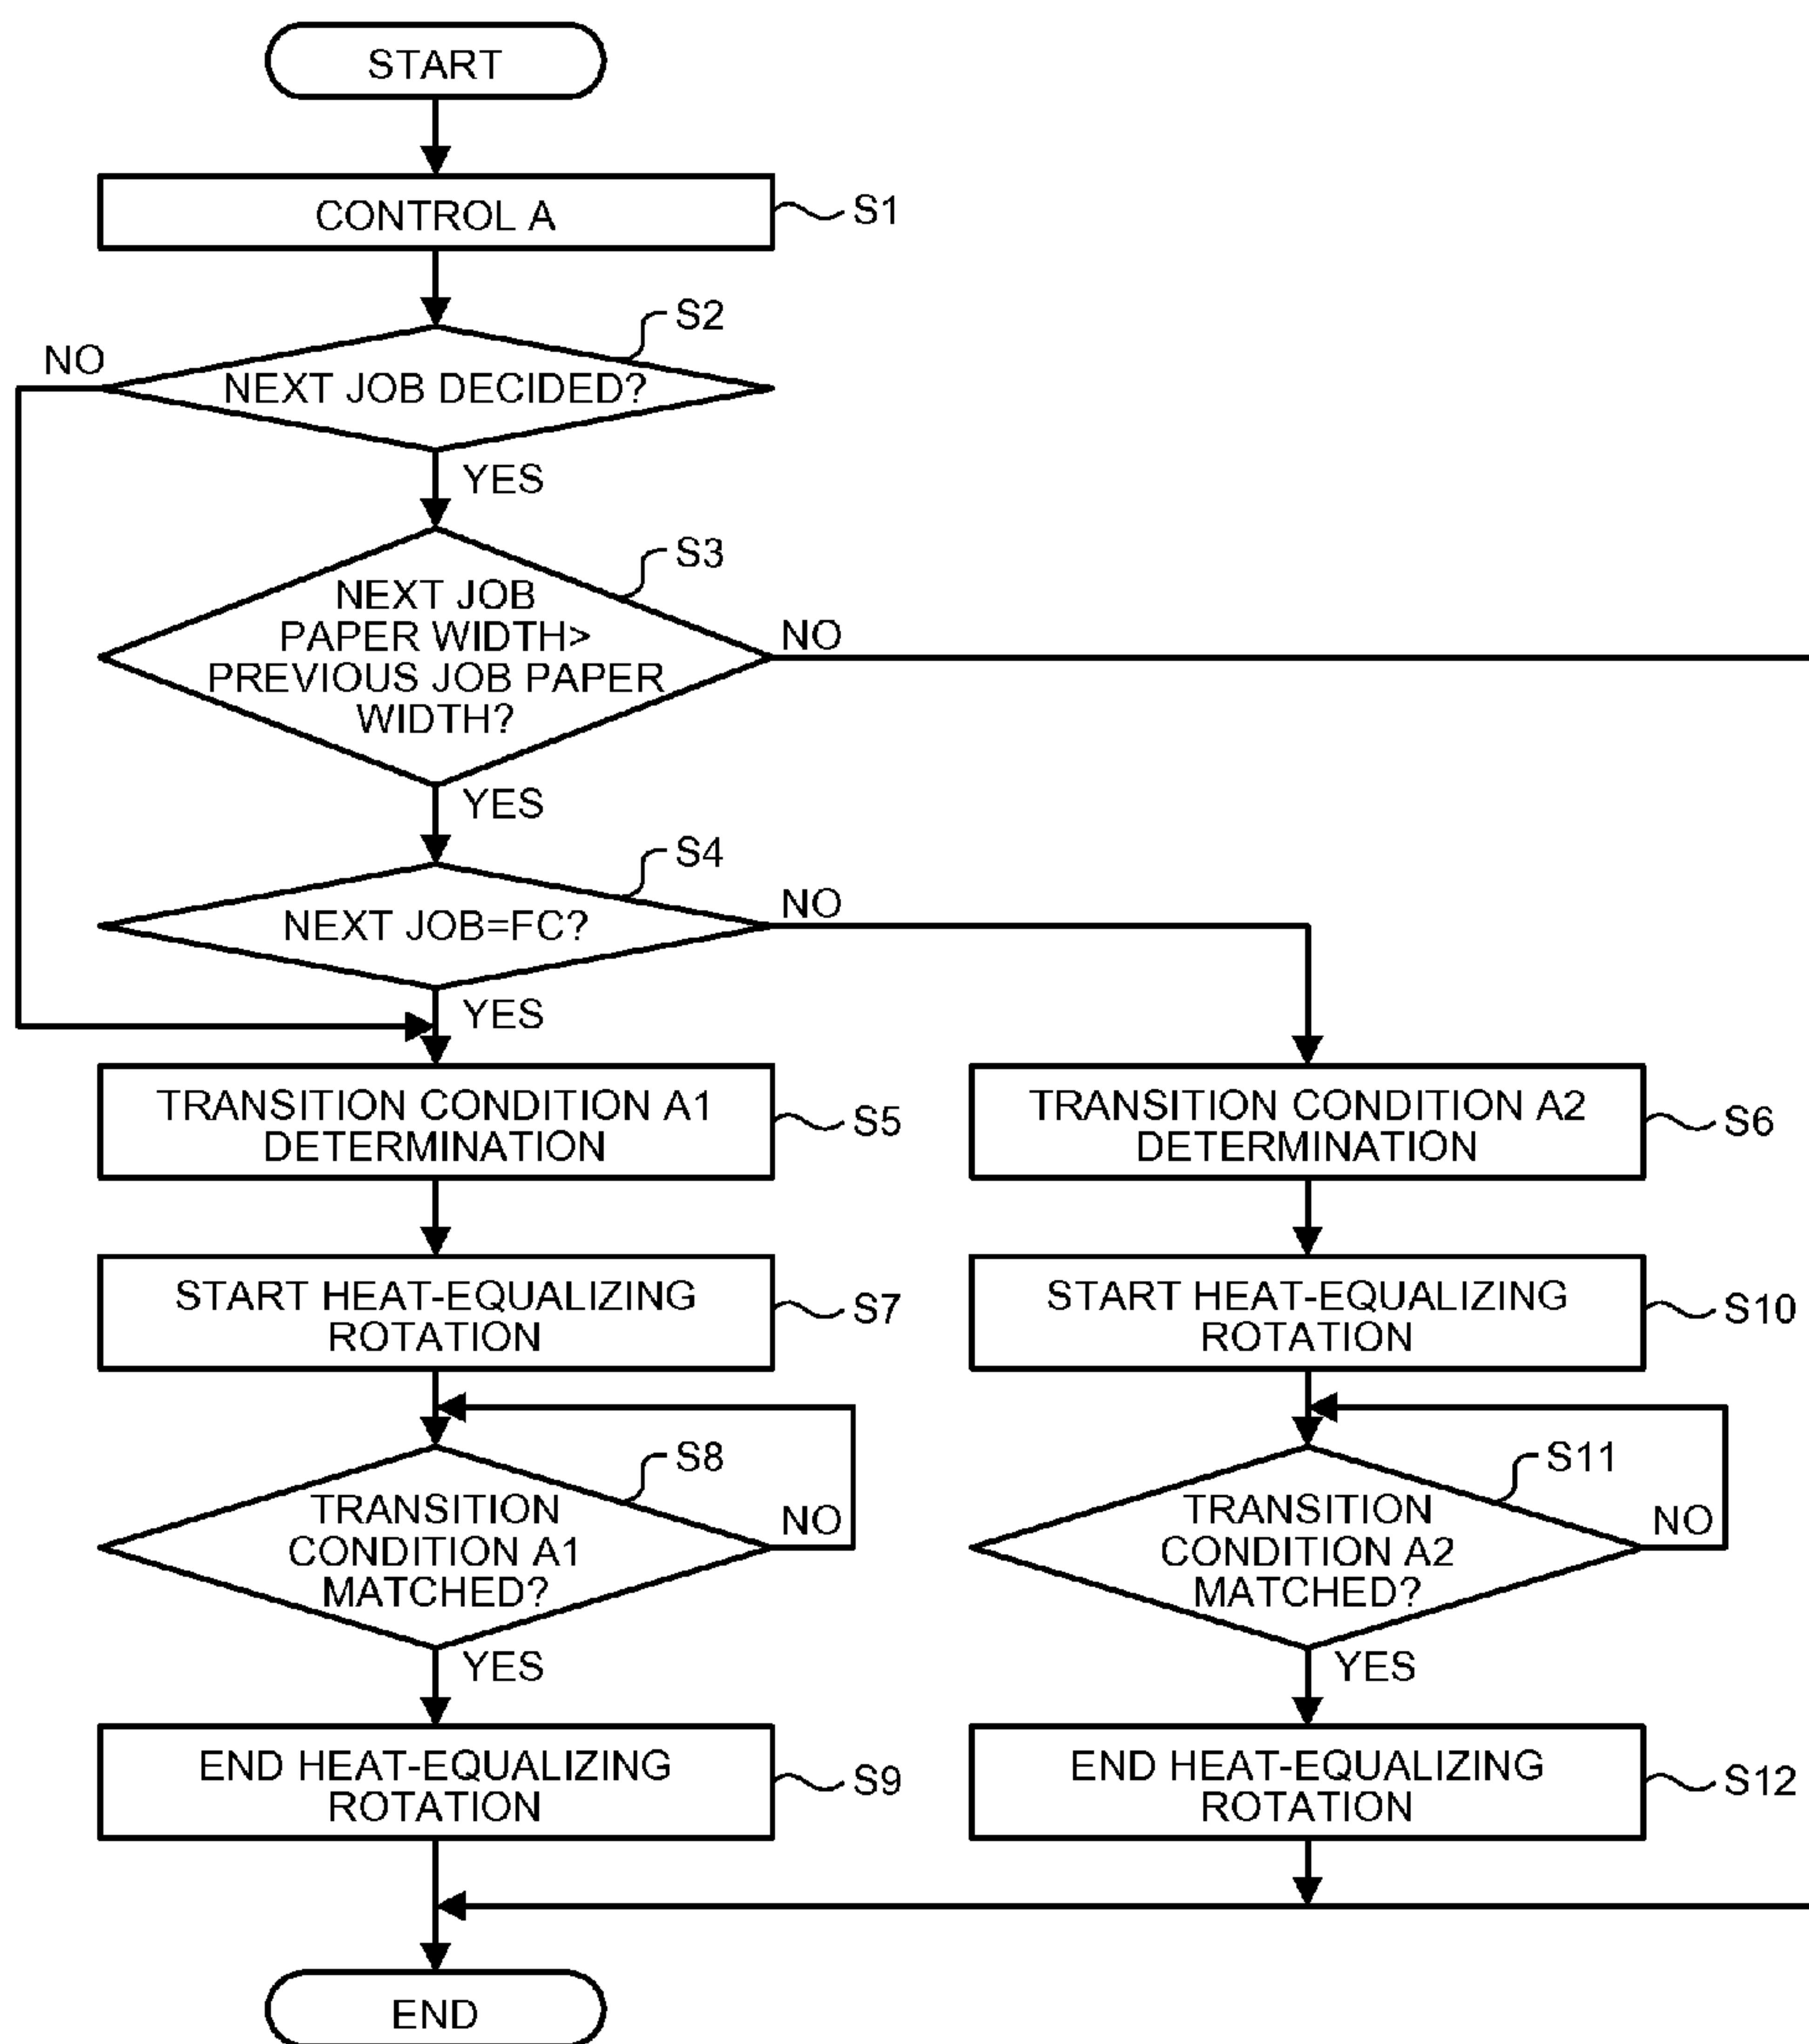 START
CONTROL A
S1
S2
NO
NEXT JOB DECIDED?
YES
S3
NEXT JOB
PAPER WIDTH>
PREVIOUS JOB PAPER
WIDTH?
NO
YES
S4
NEXT JOB=FC?
NO
YES
TRANSITION CONDITION A1
DETERMINATION
S5
TRANSITION CONDITION A2
DETERMINATION
S6
START HEAT-EQUALIZING
ROTATION
S7
START HEAT-EQUALIZING
ROTATION
S10
S8
TRANSITION
CONDITION A1
MATCHED?
NO
YES
S11
TRANSITION
CONDITION A2
MATCHED?
NO
YES
END HEAT-EQUALIZING
ROTATION
S9
END HEAT-EQUALIZING
ROTATION
S12
END